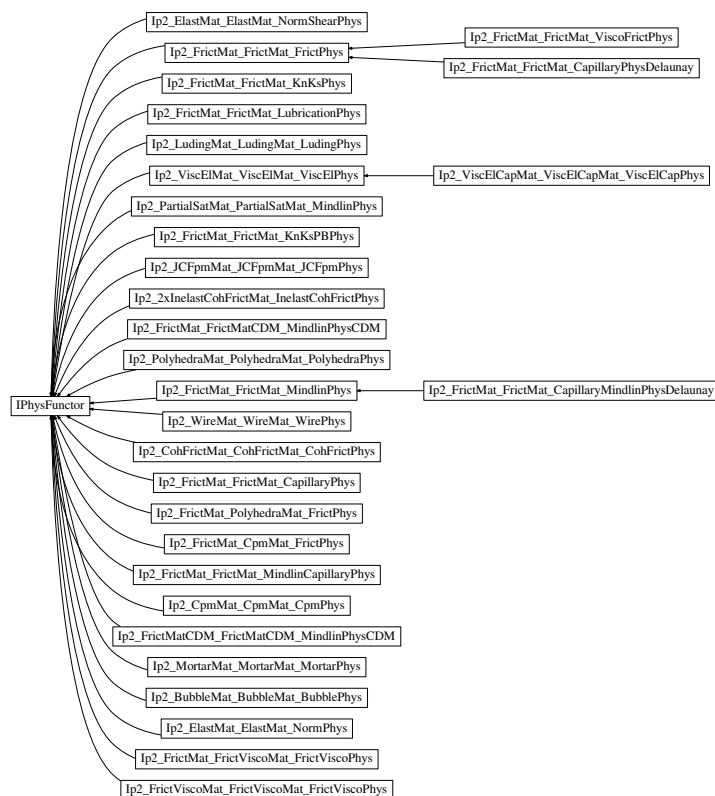 Ip2_ElastMat_ElastMat_NormShearPhys
Ip2_FrictMat_FrictMat_ViscoFrictPhys
Ip2_FrictMat_FrictMat_FrictPhys
Ip2_FrictMat_FrictMat_CapillaryPhysDelaunay
Ip2_FrictMat_FrictMat_KnKsPhys
Ip2_FrictMat_FrictMat_LubricationPhys
Ip2_LudingMat_LudingMat_LudingPhys
Ip2_ViscElMat_ViscElMat_ViscElPhys
Ip2_ViscElCapMat_ViscElCapMat_ViscElCapPhys
Ip2_PartialSatMat_PartialSatMat_MindlinPhys
Ip2_FrictMat_FrictMat_KnKsPBPhys
Ip2_JCFpmMat_JCFpmMat_JCFpmPhys
Ip2_2xInelastCohFrictMat_InelastCohFrictPhys
Ip2_FrictMat_FrictMatCDM_MindlinPhysCDM
Ip2_PolyhedraMat_PolyhedraMat_PolyhedraPhys
Ip2_FrictMat_FrictMat_MindlinPhys
Ip2_FrictMat_FrictMat_CapillaryMindlinPhysDelaunay
IPhysFunctor
Ip2_WireMat_WireMat_WirePhys
Ip2_CohFrictMat_CohFrictMat_CohFrictPhys
Ip2_FrictMat_FrictMat_CapillaryPhys
Ip2_FrictMat_PolyhedraMat_FrictPhys
Ip2_FrictMat_CpmMat_FrictPhys
Ip2_FrictMat_FrictMat_MindlinCapillaryPhys
Ip2_CpmMat_CpmMat_CpmPhys
Ip2_FrictMatCDM_FrictMatCDM_MindlinPhysCDM
Ip2_MortarMat_MortarMat_MortarPhys
Ip2_BubbleMat_BubbleMat_BubblePhys
Ip2_ElastMat_ElastMat_NormPhys
Ip2_FrictMat_FrictViscoMat_FrictViscoPhys
Ip2_FrictViscoMat_FrictViscoMat_FrictViscoPhys